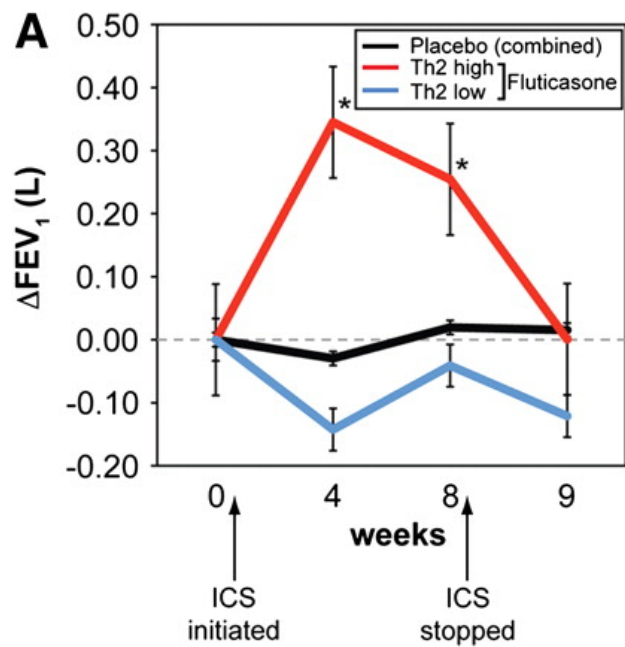 A
0.50
0.40
0.30
0.20
0.10
0.00
-0.10
-0.20
ΔFEV1 (L)
Placebo (combined)
Th2 high
Th2 low
Fluticasone
*
*
0 4 8 9
weeks
ICS
initiated
ICS
stopped